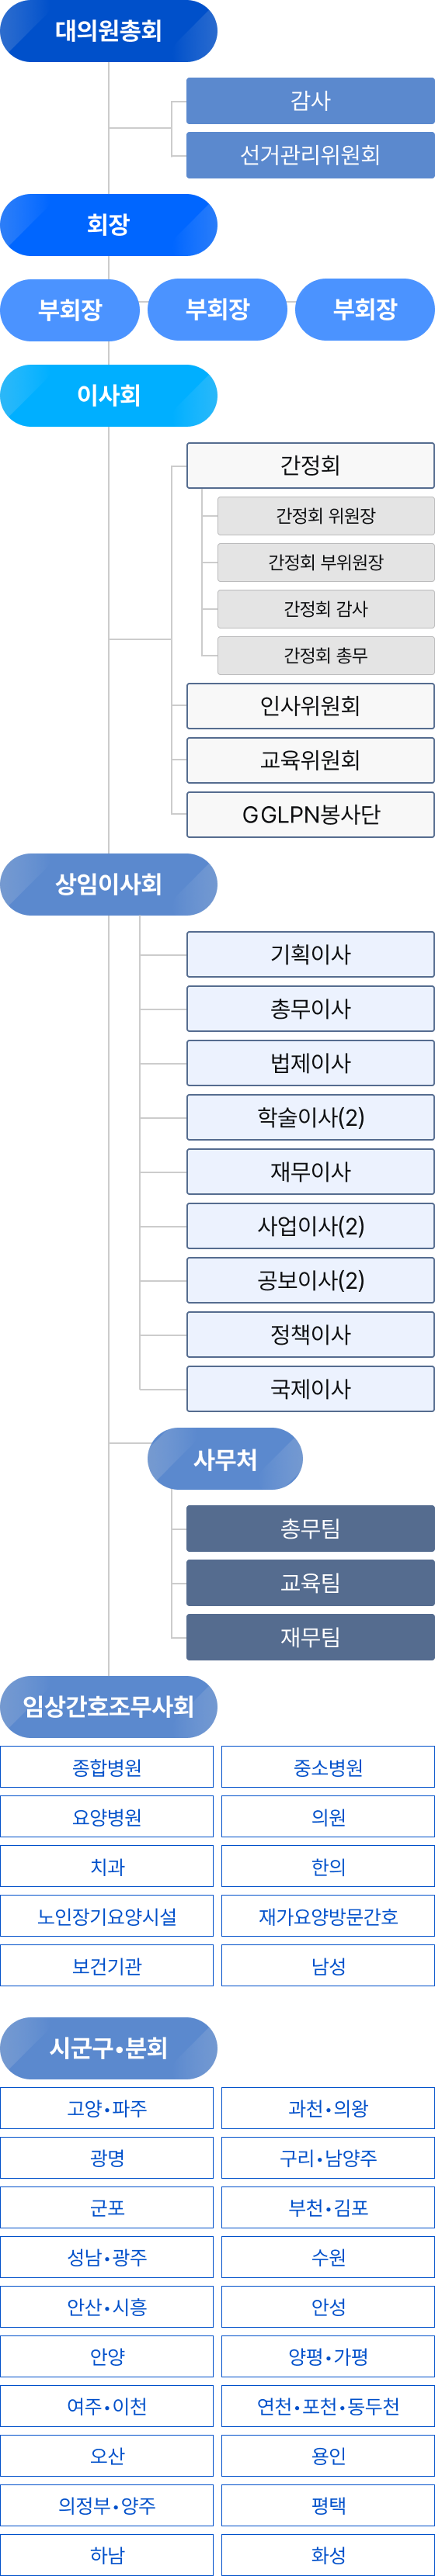 대의원총회
감사
선거관리위원회
회장
부회장 부회장 부회장
이사회
간정회
간정회 위원장
간정회 부위원장
간정회 감사
간정회 총무
인사위원회
교육위원회
GGLPN봉사단
상임이사회
기획이사
총무이사
법제이사
학술이사(2)
재무이사
사업이사(2)
공보이사(2)
정책이사
국제이사
사무처
총무팀
교육팀
재무팀
임상간호조무사회
종합병원 중소병원
요양병원 의원
치과 한의
노인장기요양시설 재가요양방문간호
보건기관 남성
시군구•분회
고양•파주 과천•의왕
광명 구리•남양주
군포 부천•김포
성남•광주 수원
안산•시흥 안성
안양 양평•가평
여주•이천 연천•포천•동두천
오산 용인
의정부•양주 평택
하남 화성